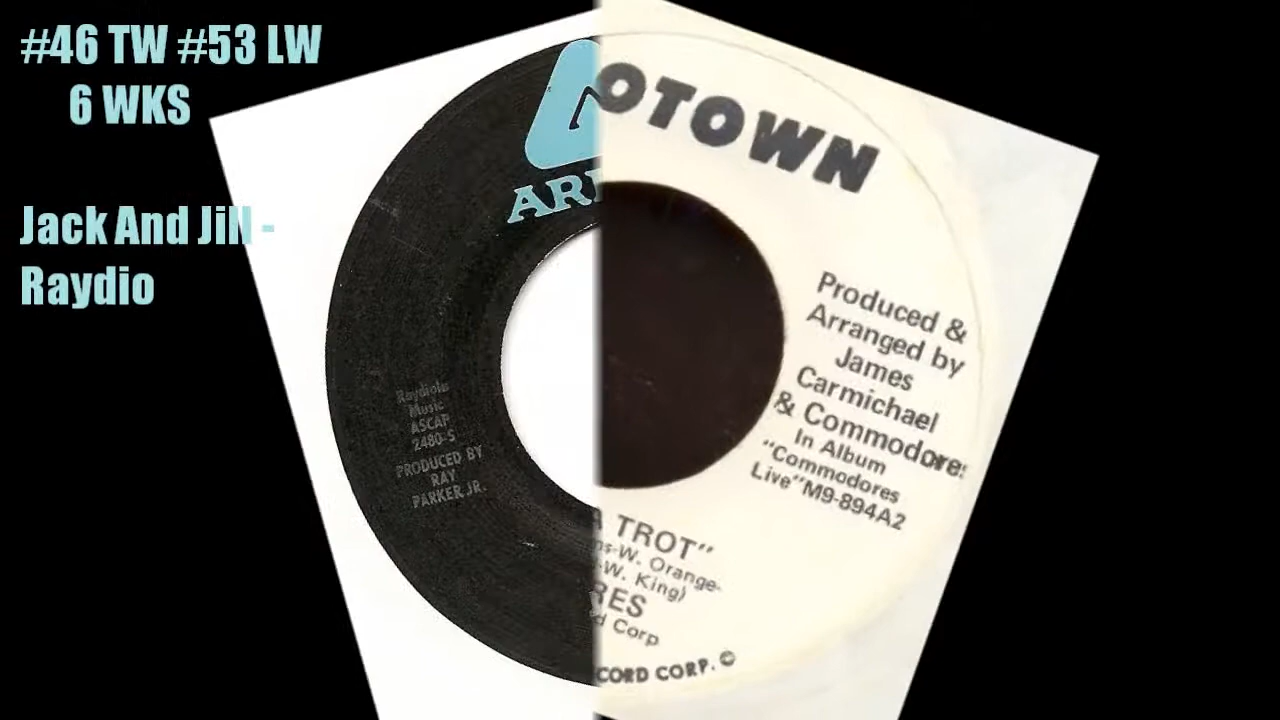 #46 TW #53 LW
6 WKS
Jack And Jill -
Raydio
ARI
Raydiola
Music
ASCAP
2480-S
PRODUCED BY
RAY
PARKER, JR.
OTOWN
Produced &
Arranged by
James
Carmichael
& Commodores
In Album
"Commodores
Live" M9-894A2
A TROT"
ns-W. Orange-
-W. King)
RES
d Corp
CORD CORP. ©